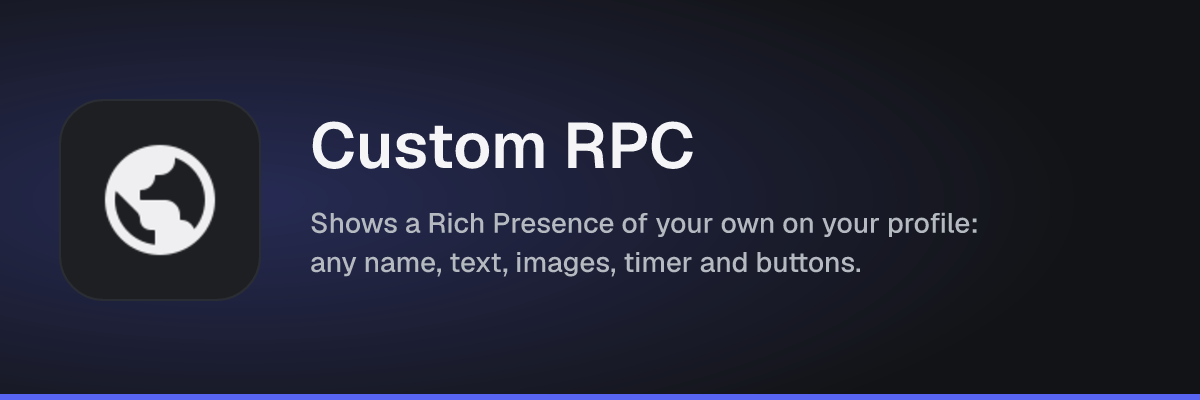 Custom RPC
Shows a Rich Presence of your own on your profile:
any name, text, images, timer and buttons.